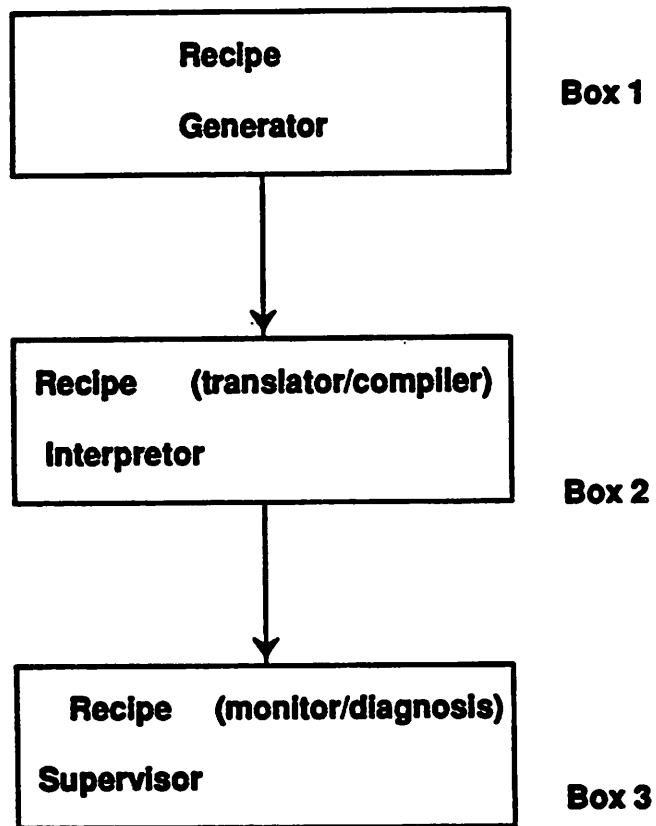 Recipe
Box 1
Generator
Recipe (translator/compiler)
Interpretor
Box 2
Recipe (monitor/diagnosis)
Supervisor
Box 3